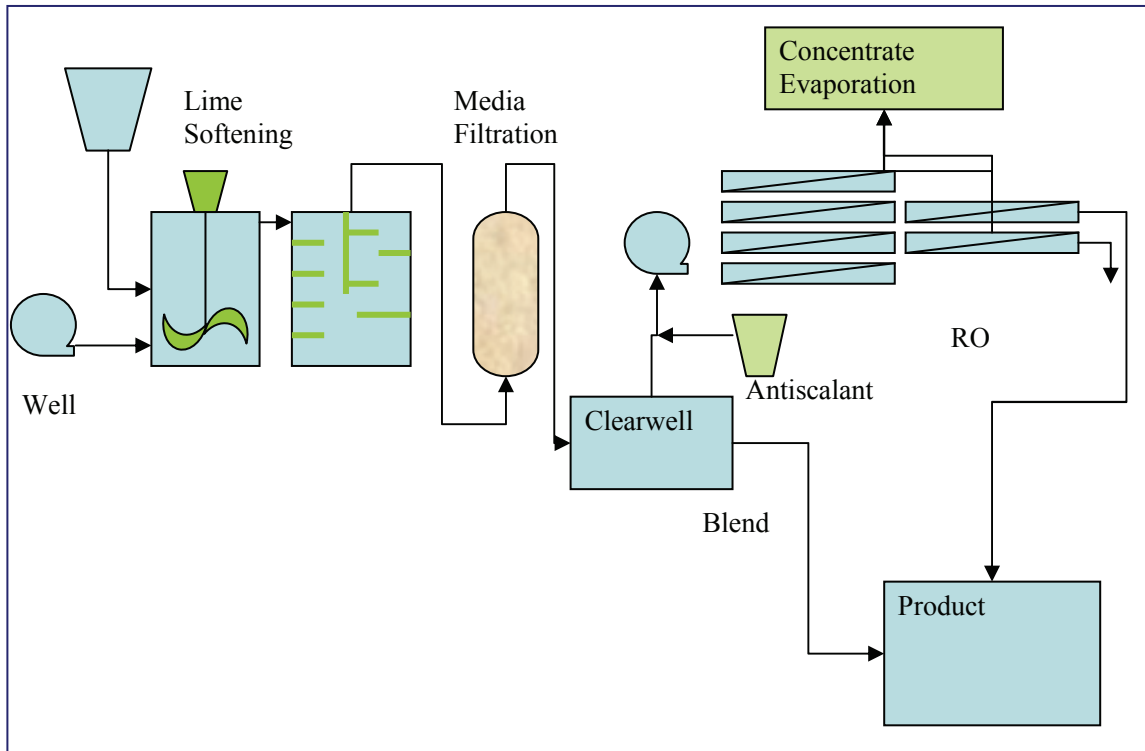 Concentrate
Evaporation
Lime
Softening
Media
Filtration
RO
Antiscalant
Well
Clearwell
Blend
Product